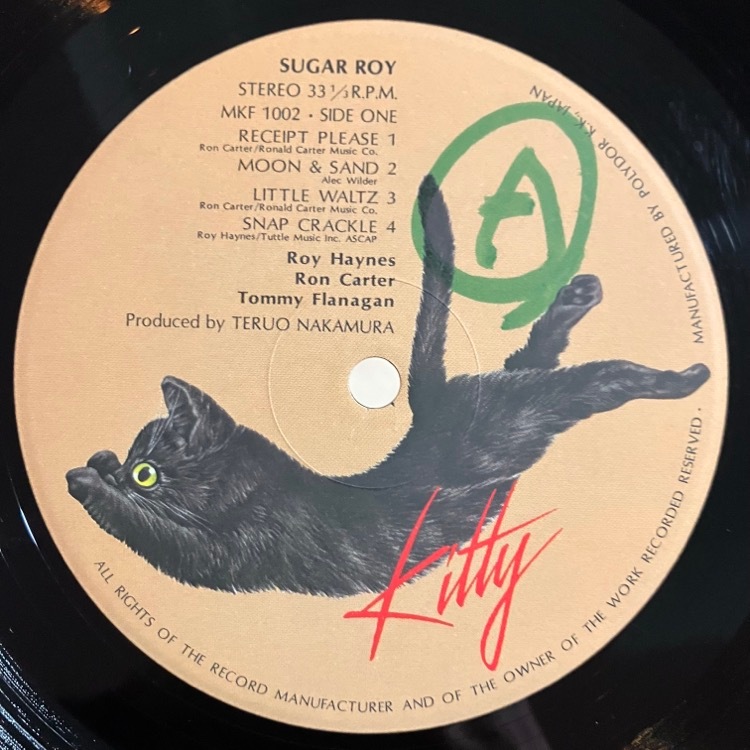 SUGAR ROY
STEREO 33 1/3 R.P.M.
MKF 1002 · SIDE ONE
RECEIPT PLEASE 1
Ron Carter/Ronald Carter Music Co.
MOON & SAND 2
Alec Wilder
LITTLE WALTZ 3
Ron Carter/Ronald Carter Music Co.
SNAP CRACKLE 4
Roy Haynes/Tuttle Music Inc. ASCAP
Roy Haynes
Ron Carter
Tommy Flanagan
Produced by TERUO NAKAMURA
A
Kitty
ALL RIGHTS OF THE RECORD MANUFACTURER AND OF THE OWNER OF THE WORK RECORDED RESERVED. MANUFACTURED BY POLYDOR K.K., JAPAN